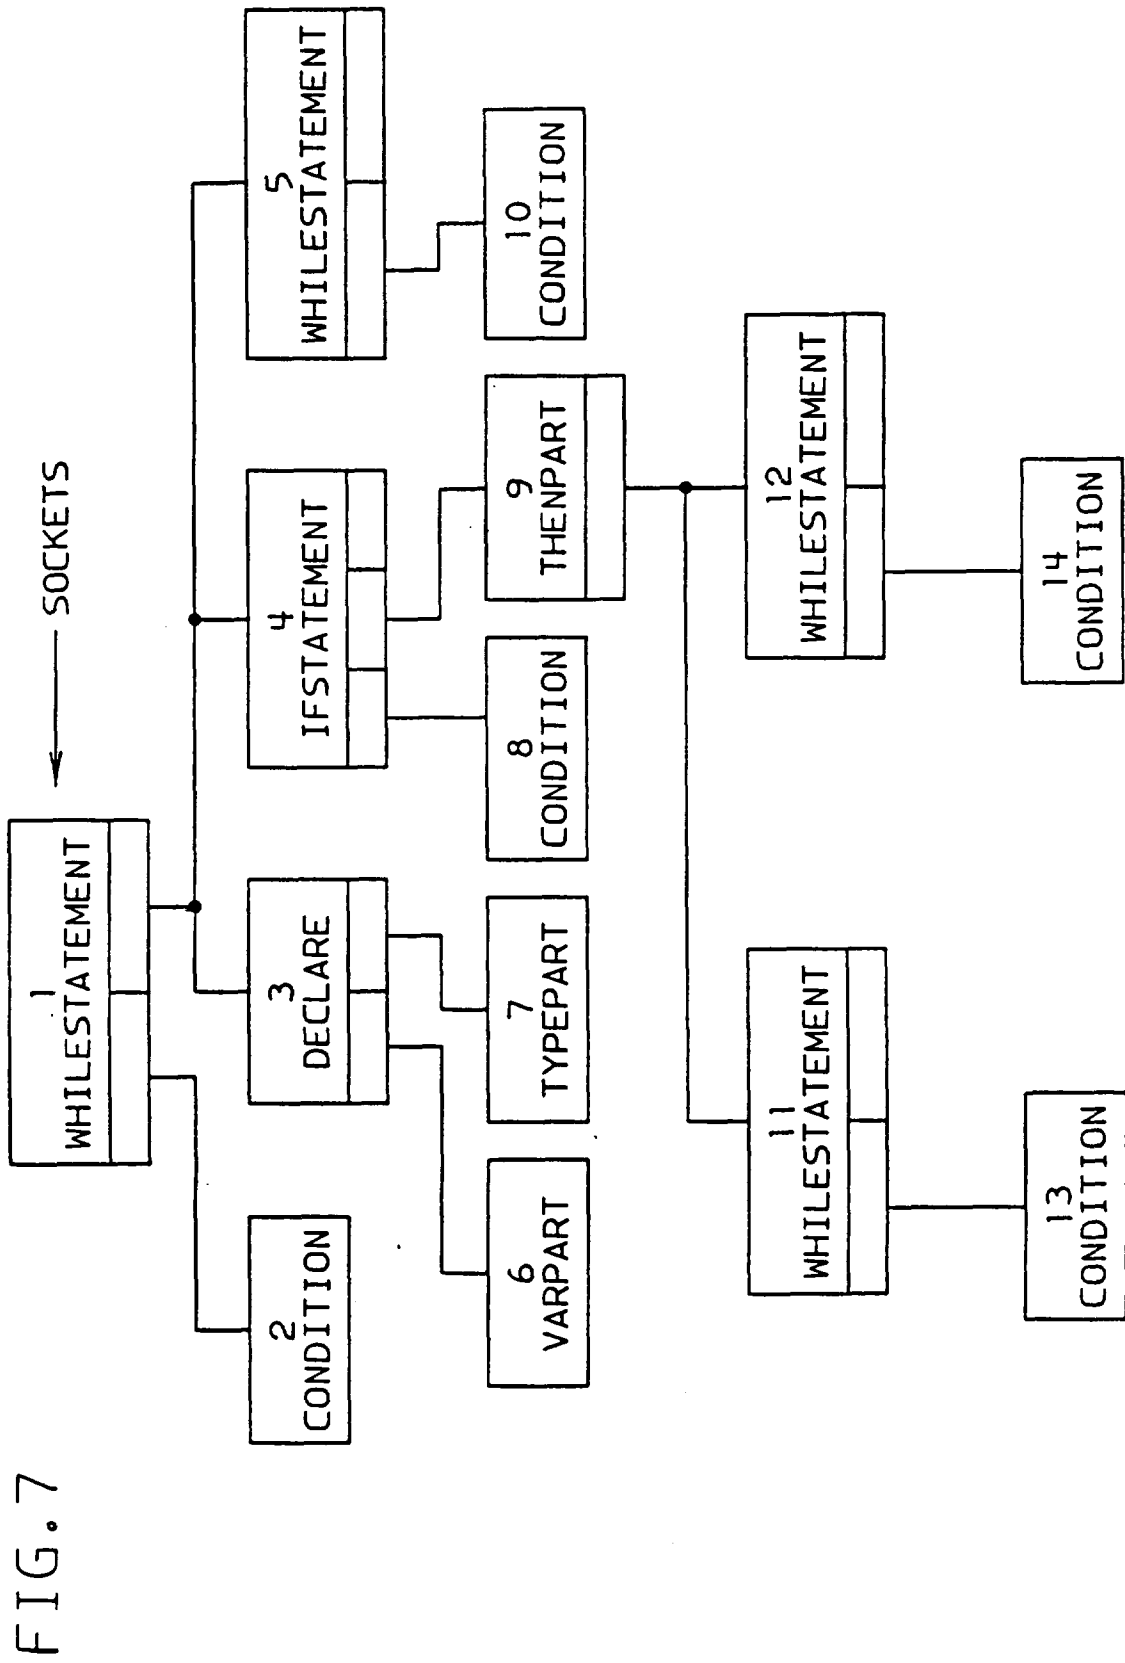 FIG.7
1
WHILESTATEMENT
SOCKETS
2
CONDITION
3
DECLARE
4
IFSTATEMENT
5
WHILESTATEMENT
6
VARPART
7
TYPEPART
8
CONDITION
9
THENPART
10
CONDITION
11
WHILESTATEMENT
12
WHILESTATEMENT
13
CONDITION
14
CONDITION